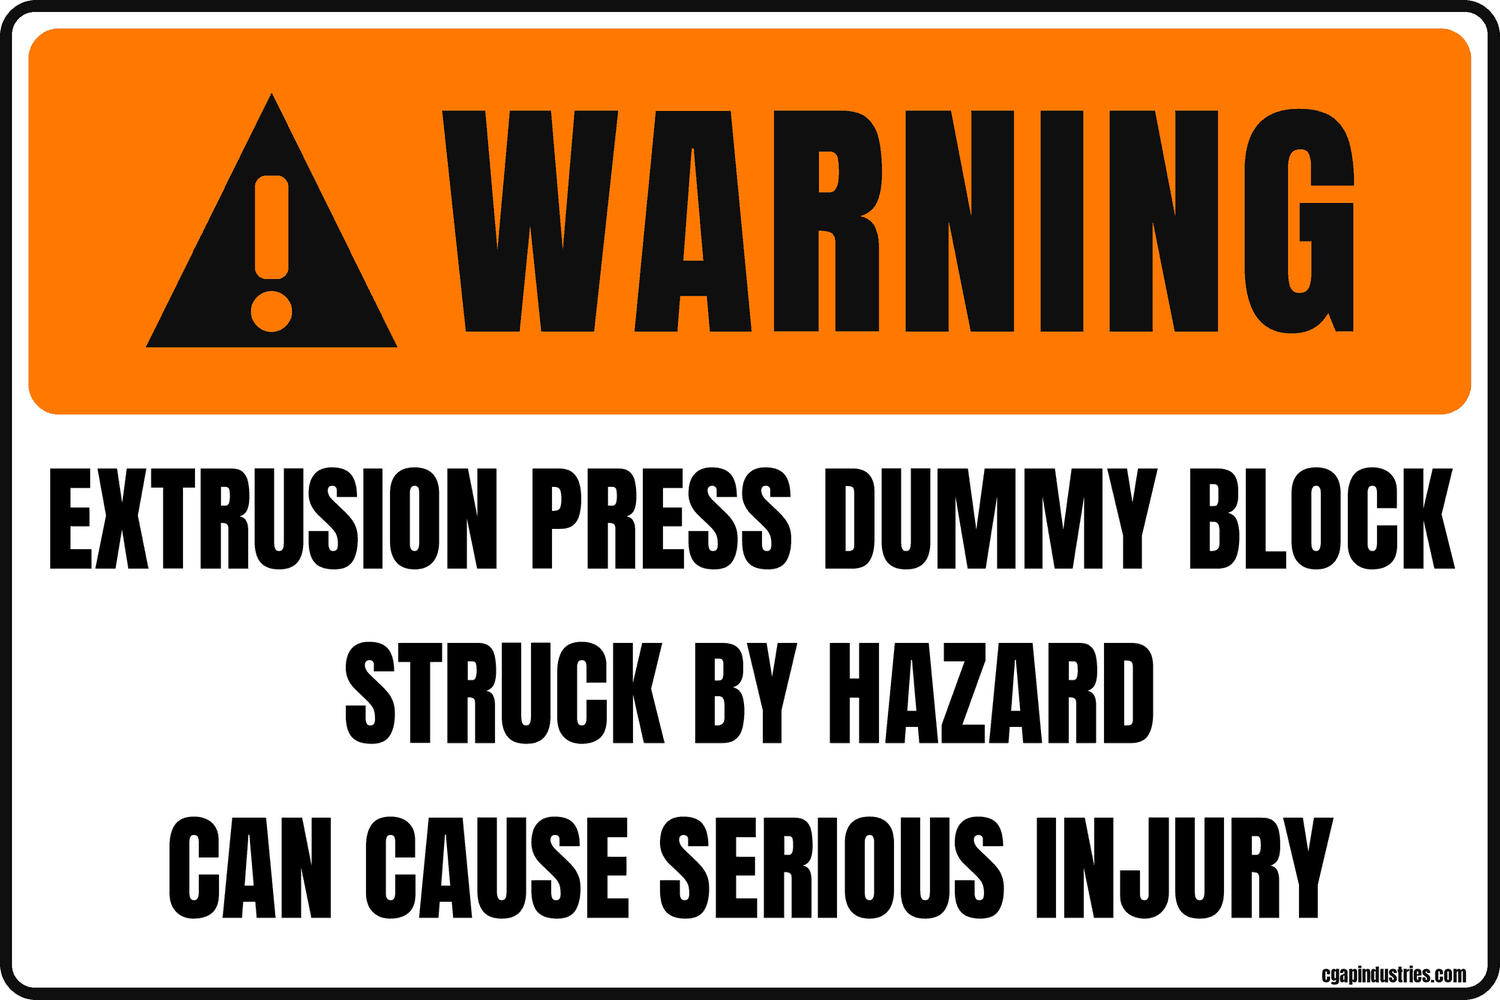 WARNING
EXTRUSION PRESS DUMMY BLOCK
STRUCK BY HAZARD
CAN CAUSE SERIOUS INJURY
cgapindustries.com